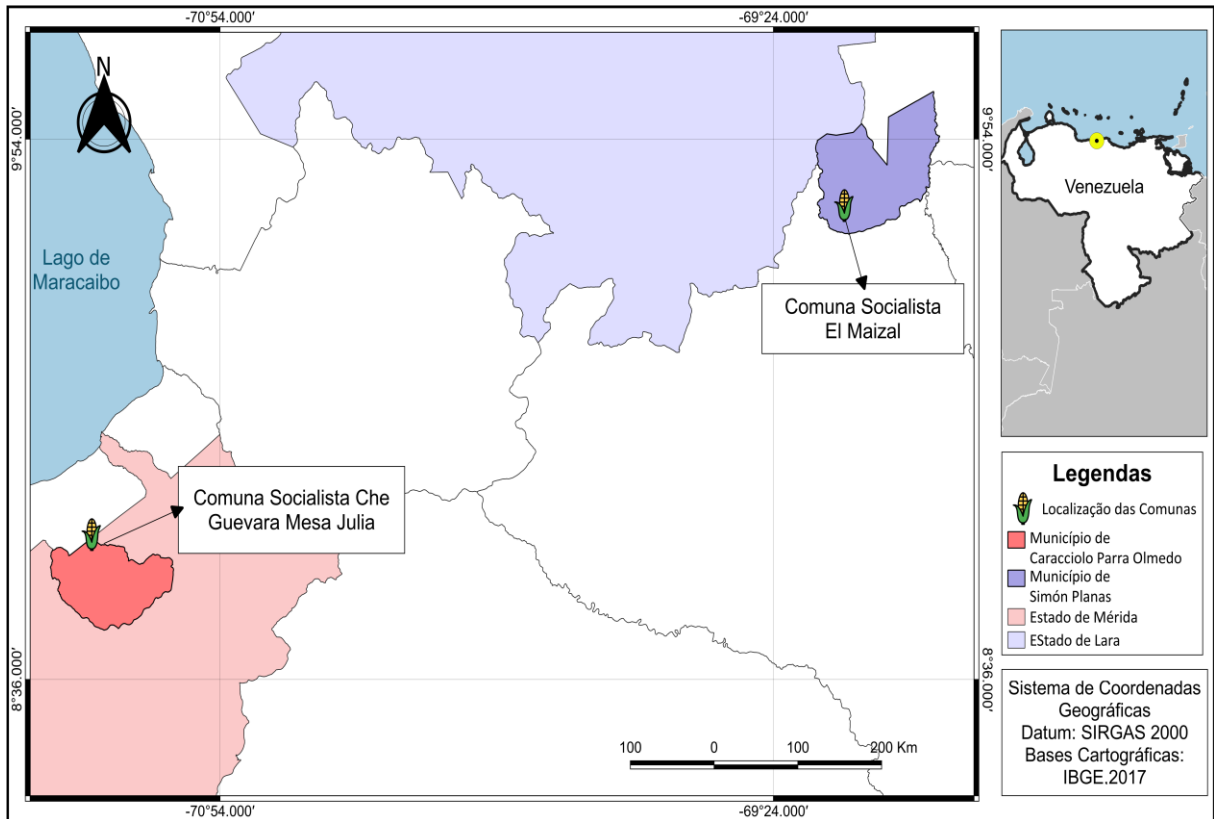 -70°54.000′
-69°24.000′
N
9°54.000′
9°54.000′
Lago de
Maracaibo
Comuna Socialista
El Maizal
Comuna Socialista Che
Guevara Mesa Julia
8°36.000′
8°36.000′
100 0 100 200 Km
-70°54.000′
-69°24.000′
Venezuela
Legendas
Localização das Comunas
Município de
Caracciolo Parra Olmedo
Município de
Simón Planas
Estado de Mérida
EStado de Lara
Sistema de Coordenadas
Geográficas
Datum: SIRGAS 2000
Bases Cartográficas:
IBGE.2017